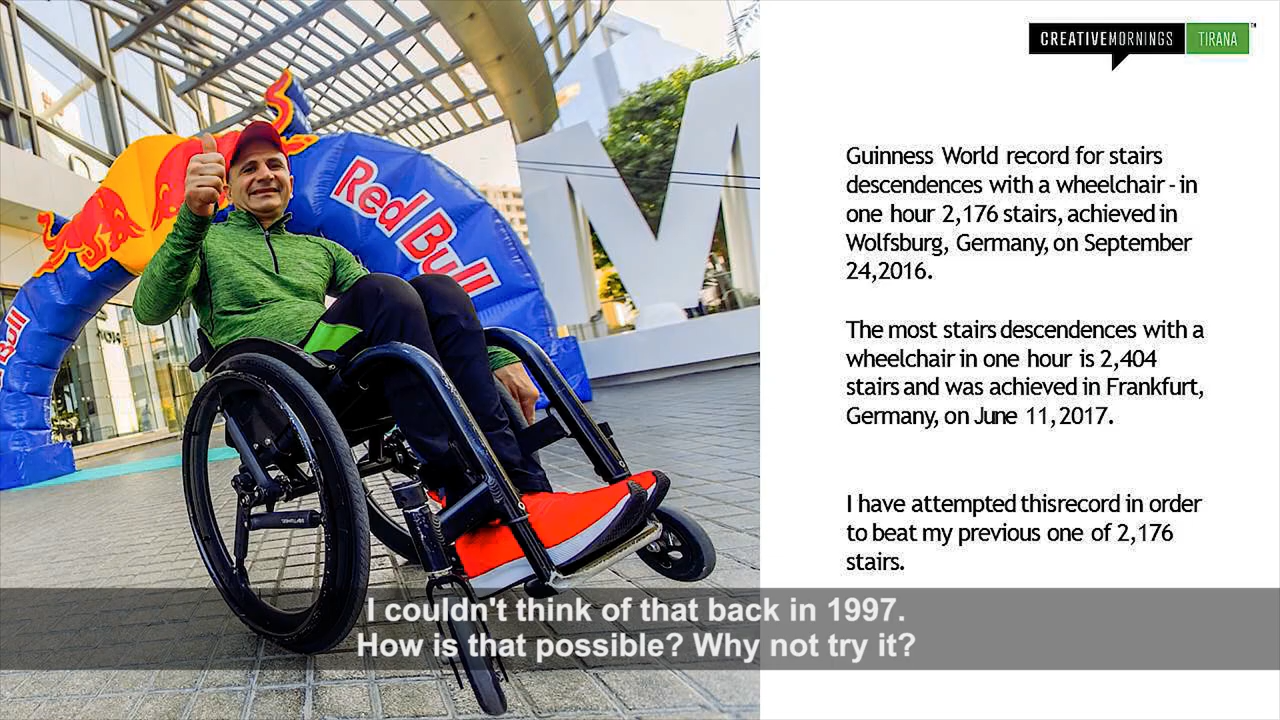 CREATIVEMORNINGS TIRANA™
Guinness World record for stairs
descendences with a wheelchair - in
one hour 2,176 stairs, achieved in
Wolfsburg, Germany, on September
24,2016.
The most stairs descendences with a
wheelchair in one hour is 2,404
stairs and was achieved in Frankfurt,
Germany, on June 11, 2017.
I have attempted thisrecord in order
to beat my previous one of 2,176
stairs.
Red Bull
Red Bull
M
I couldn't think of that back in 1997.
How is that possible? Why not try it?